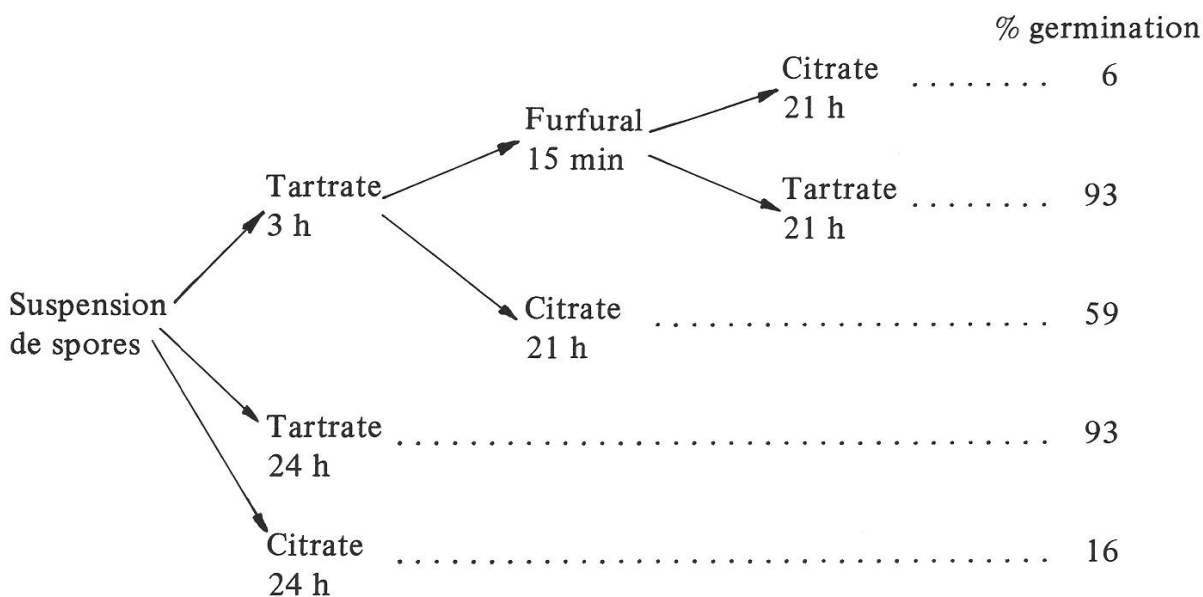 % germination
Citrate ........ 6
21 h
Furfural
15 min
Tartrate ........ 93
21 h
Tartrate
3 h
Citrate ........................ 59
21 h
Suspension
de spores
Tartrate ........................................ 93
24 h
Citrate ........................................ 16
24 h